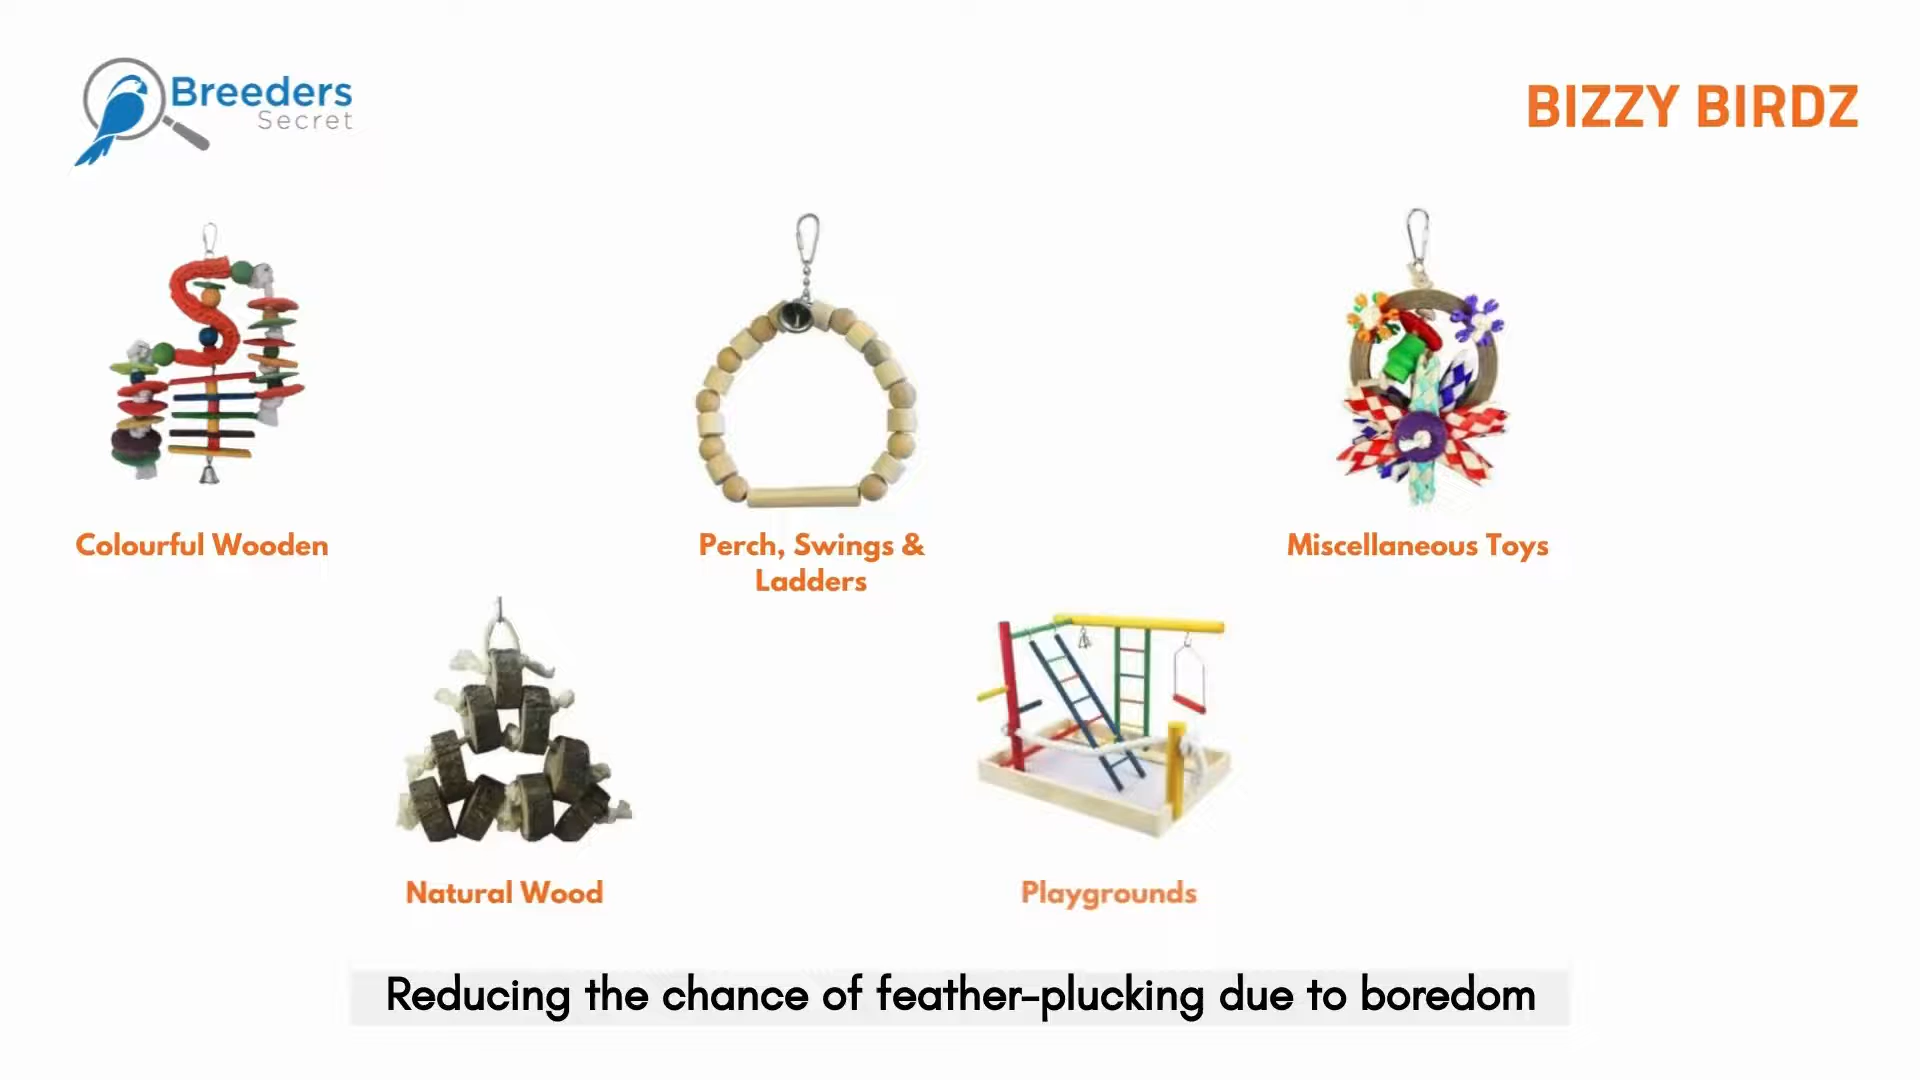 Breeders
Secret
BIZZY BIRDZ
Colourful Wooden
Perch, Swings &
Ladders
Miscellaneous Toys
Natural Wood
Playgrounds
Reducing the chance of feather-plucking due to boredom